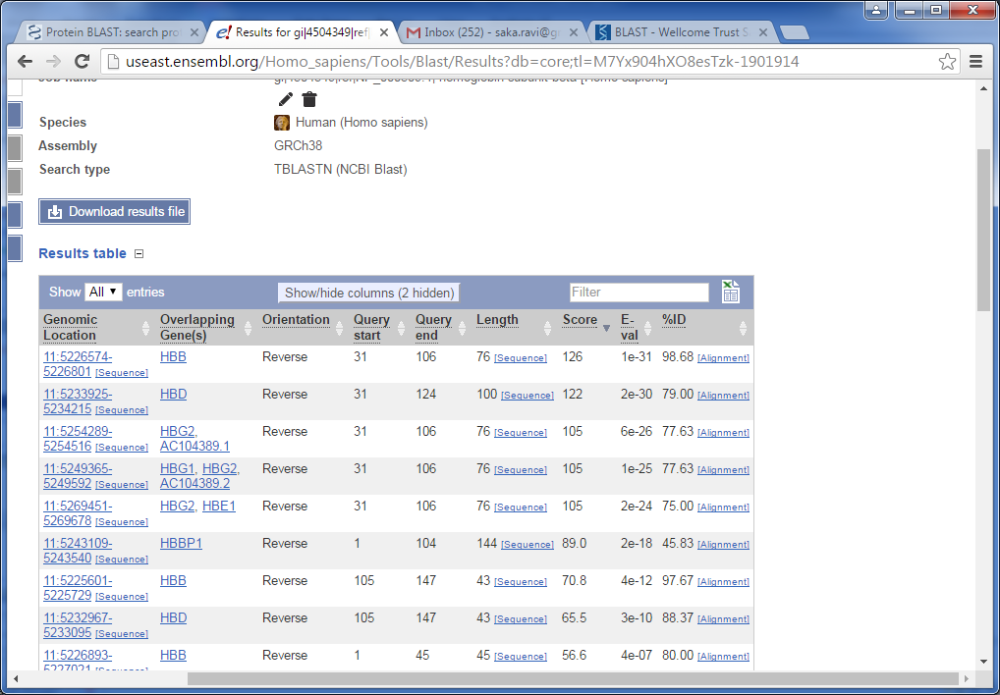 Protein BLAST: search pro
Results for gi|4504349|ref|
Inbox (252) - saka.ravi@g
BLAST - Wellcome Trust S
useast.ensembl.org/Homo_sapiens/Tools/Blast/Results?db=core;tl=M7Yx904hXO8esTzk-1901914
Species Human (Homo sapiens)
Assembly GRCh38
Search type TBLASTN (NCBI Blast)
Download results file
Results table
Show All entries Show/hide columns (2 hidden) Filter
Genomic Location Overlapping Gene(s) Orientation Query start Query end Length Score E-val %ID
11:5226574-5226801 [Sequence] HBB Reverse 31 106 76 [Sequence] 126 1e-31 98.68 [Alignment]
11:5233925-5234215 [Sequence] HBD Reverse 31 124 100 [Sequence] 122 2e-30 79.00 [Alignment]
11:5254289-5254516 [Sequence] HBG2, AC104389.1 Reverse 31 106 76 [Sequence] 105 6e-26 77.63 [Alignment]
11:5249365-5249592 [Sequence] HBG1, HBG2, AC104389.2 Reverse 31 106 76 [Sequence] 105 1e-25 77.63 [Alignment]
11:5269451-5269678 [Sequence] HBG2, HBE1 Reverse 31 106 76 [Sequence] 105 2e-24 75.00 [Alignment]
11:5243109-5243540 [Sequence] HBBP1 Reverse 1 104 144 [Sequence] 89.0 2e-18 45.83 [Alignment]
11:5225601-5225729 [Sequence] HBB Reverse 105 147 43 [Sequence] 70.8 4e-12 97.67 [Alignment]
11:5232967-5233095 [Sequence] HBD Reverse 105 147 43 [Sequence] 65.5 3e-10 88.37 [Alignment]
11:5226893-5227021 [Sequence] HBB Reverse 1 45 45 [Sequence] 56.6 4e-07 80.00 [Alignment]